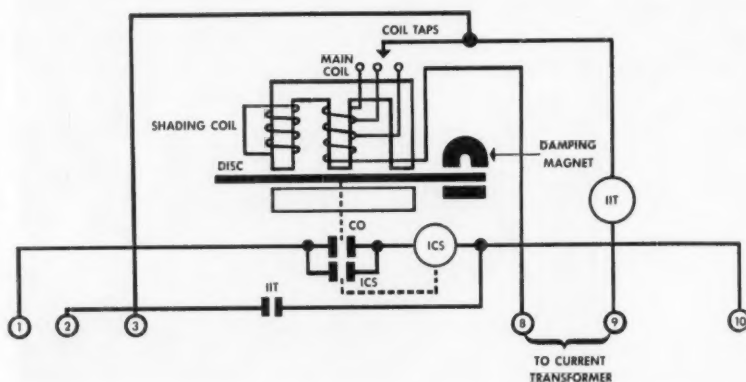 COIL TAPS
MAIN
COIL
SHADING COIL
DAMPING
MAGNET
DISC
IIT
CO
ICS
ICS
IIT
1
2
3
8
9
10
TO CURRENT
TRANSFORMER